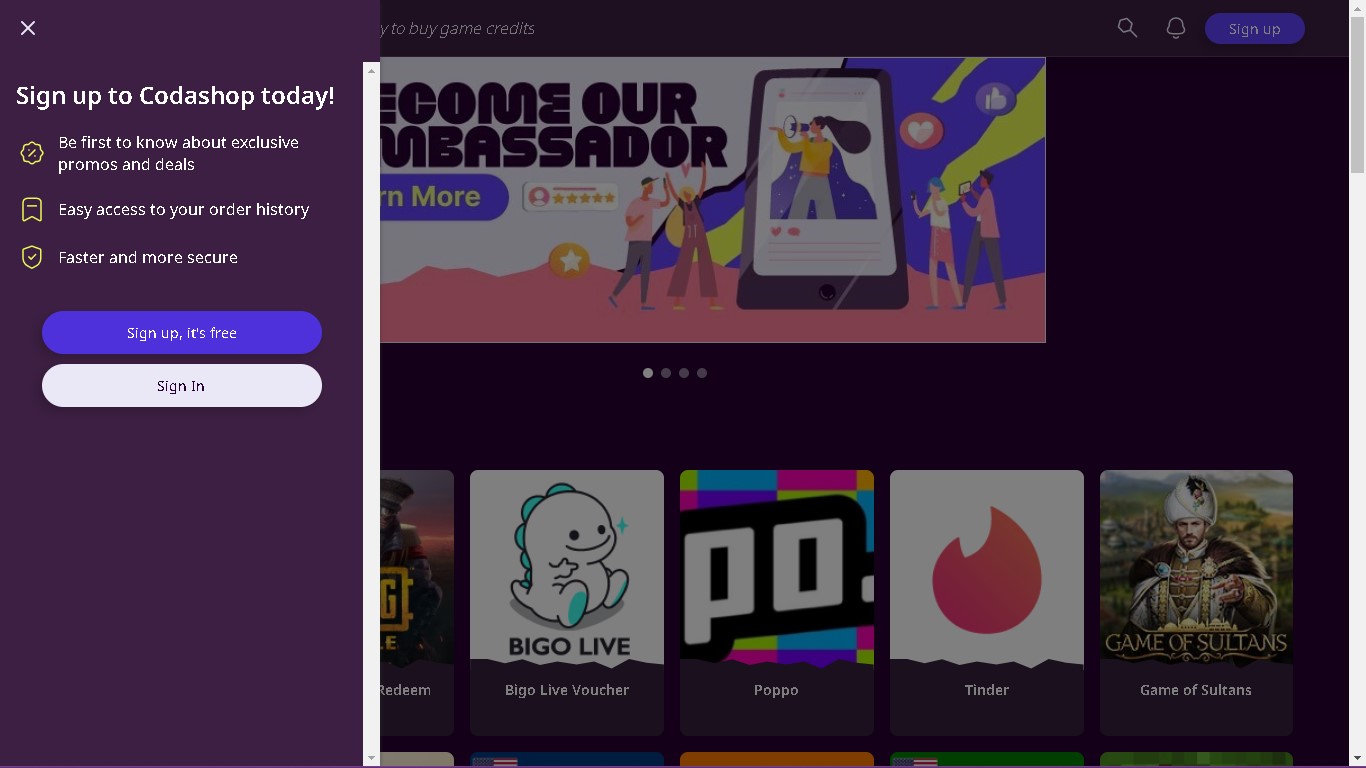 y to buy game credits
Sign up
Sign up to Codashop today!
Be first to know about exclusive
promos and deals
Easy access to your order history
Faster and more secure
Sign up, it's free
Sign In
ECOME OUR
MBASSADOR
rn More
po.
BIGO LIVE
GAME OF SULTANS
Redeem
Bigo Live Voucher
Poppo
Tinder
Game of Sultans